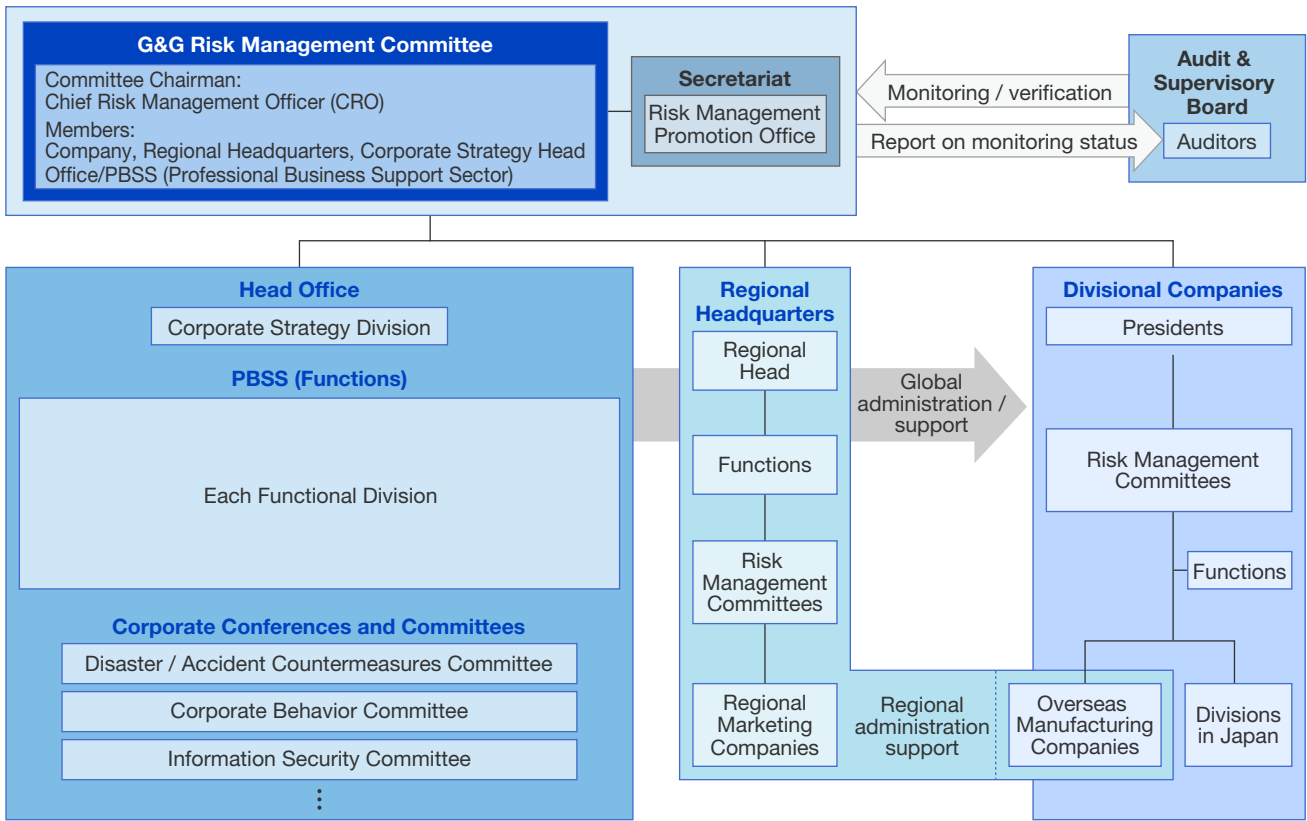 G&G Risk Management Committee
Committee Chairman:
Chief Risk Management Officer (CRO)
Members:
Company, Regional Headquarters, Corporate Strategy Head
Office/PBSS (Professional Business Support Sector)
Secretariat
Risk Management
Promotion Office
Monitoring / verification
Report on monitoring status
Audit &
Supervisory
Board
Auditors
Head Office
Corporate Strategy Division
PBSS (Functions)
Each Functional Division
Corporate Conferences and Committees
Disaster / Accident Countermeasures Committee
Corporate Behavior Committee
Information Security Committee
⋮
Regional
Headquarters
Regional
Head
Functions
Risk
Management
Committees
Regional
Marketing
Companies
Global
administration /
support
Regional
administration
support
Divisional Companies
Presidents
Risk Management
Committees
Functions
Overseas
Manufacturing
Companies
Divisions
in Japan